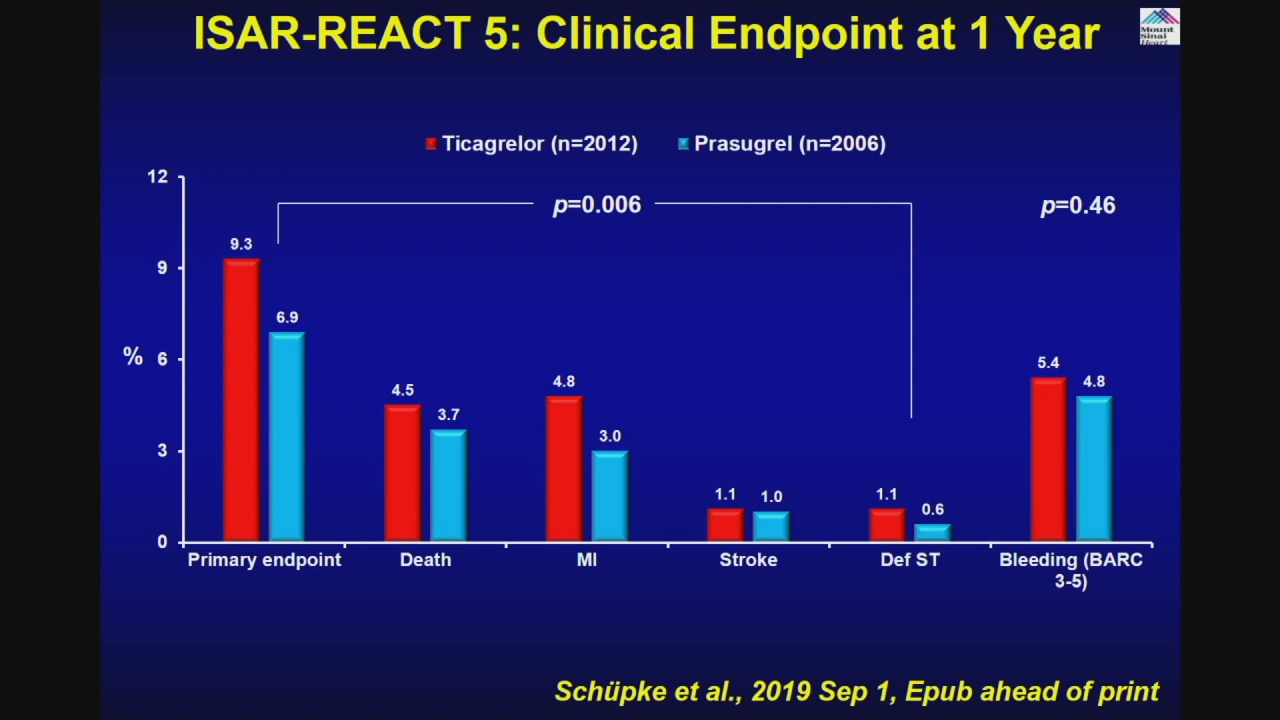 ISAR-REACT 5: Clinical Endpoint at 1 Year
Mount
Sinai
Heart
Ticagrelor (n=2012) Prasugrel (n=2006)
12
9
6
3
0
%
p=0.006
p=0.46
9.3
6.9
4.5
3.7
4.8
3.0
1.1
1.0
1.1
0.6
5.4
4.8
Primary endpoint
Death
MI
Stroke
Def ST
Bleeding (BARC
3-5)
Schüpke et al., 2019 Sep 1, Epub ahead of print